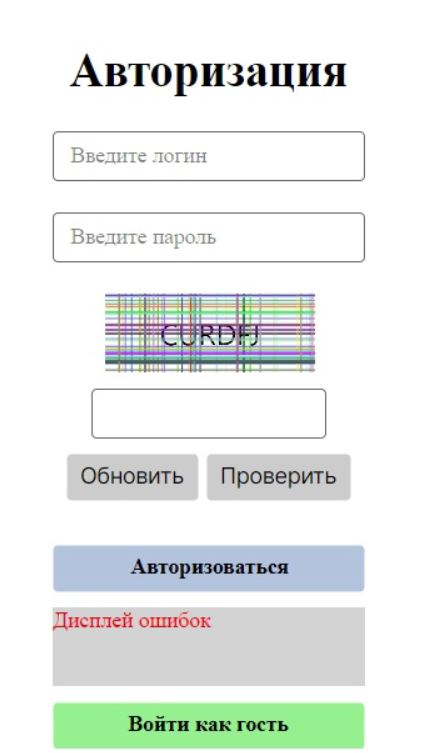 Авторизация
Введите логин
Введите пароль
CURDFJ
Обновить Проверить
Авторизоваться
Дисплей ошибок
Войти как гость